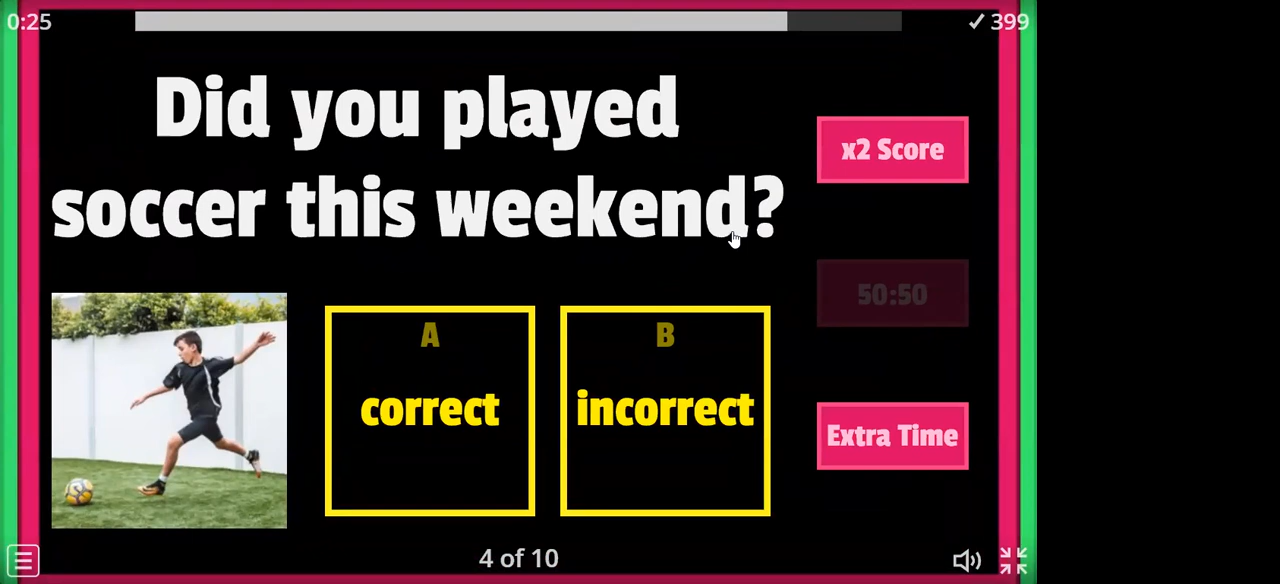 0:25
✓ 399
Did you played
soccer this weekend?
x2 Score
50:50
Extra Time
A
correct
B
incorrect
4 of 10